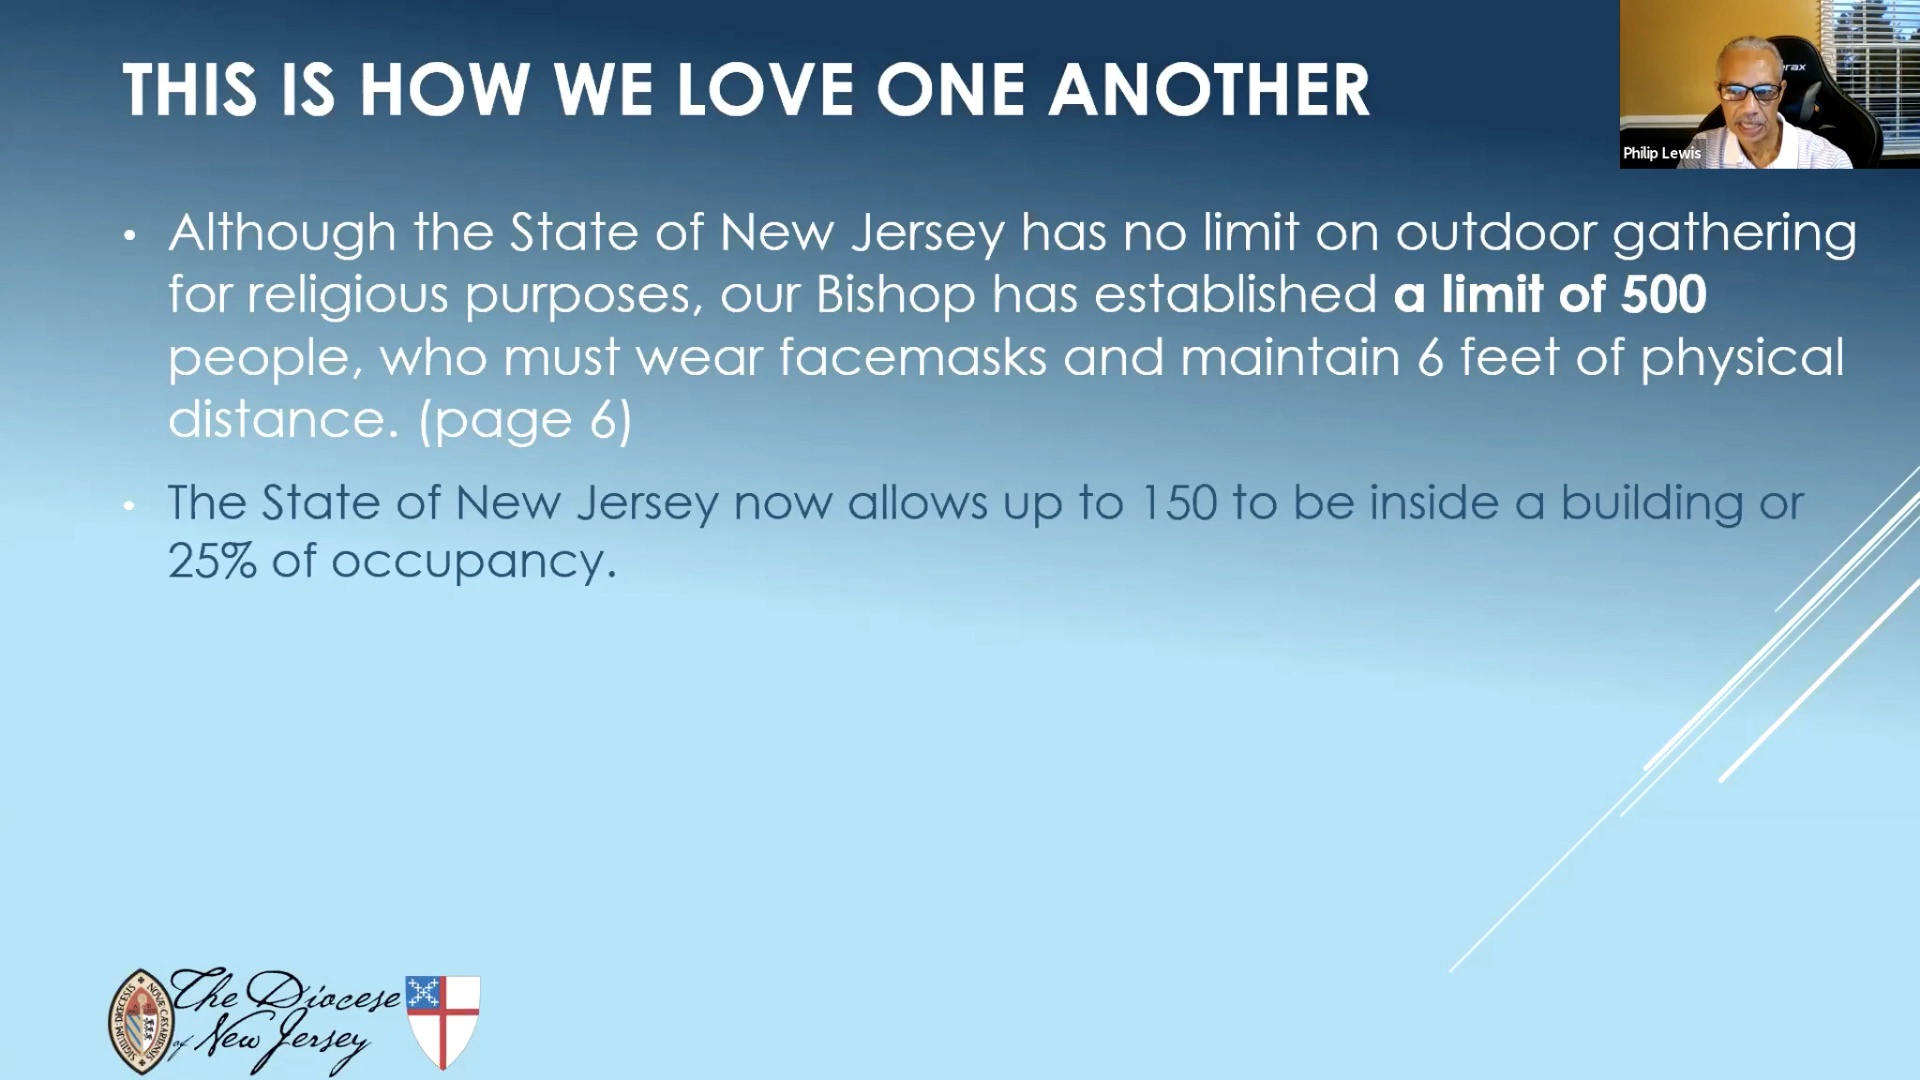 THIS IS HOW WE LOVE ONE ANOTHER
rax
Philip Lewis
• Although the State of New Jersey has no limit on outdoor gathering
for religious purposes, our Bishop has established a limit of 500
people, who must wear facemasks and maintain 6 feet of physical
distance. (page 6)
• The State of New Jersey now allows up to 150 to be inside a building or
25% of occupancy.
The Diocese
of New Jersey